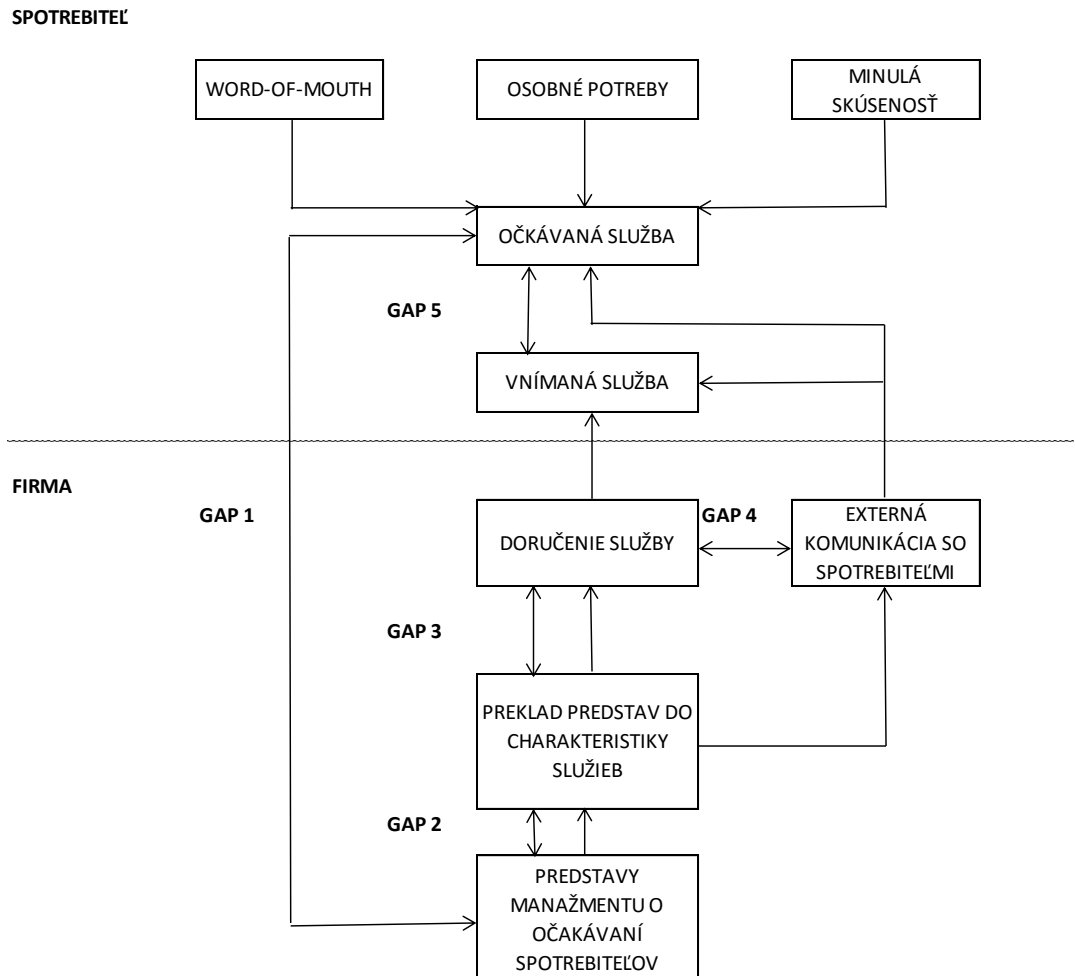 SPOTREBITEĽ
WORD-OF-MOUTH
OSOBNÉ POTREBY
MINULÁ
SKÚSENOSŤ
OČKÁVANÁ SLUŽBA
GAP 5
VNÍMANÁ SLUŽBA
FIRMA
GAP 1
DORUČENIE SLUŽBY
GAP 4
EXTERNÁ
KOMUNIKÁCIA SO
SPOTREBITEĽMI
GAP 3
PREKLAD PREDSTAV DO
CHARAKTERISTIKY
SLUŽIEB
GAP 2
PREDSTAVY
MANAŽMENTU O
OČAKÁVANÍ
SPOTREBITEĽOV